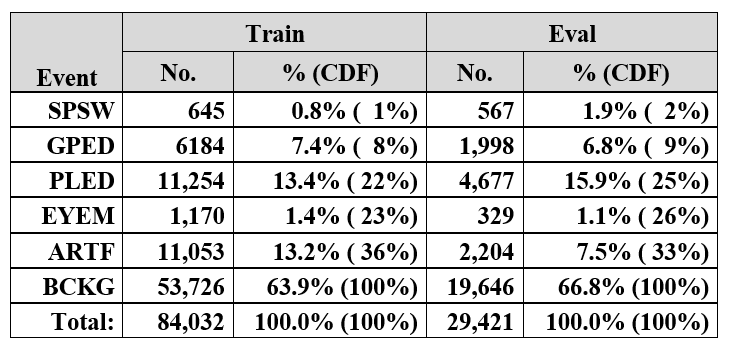 Event Train Eval
No. % (CDF) No. % (CDF)
SPSW 645 0.8% ( 1%) 567 1.9% ( 2%)
GPED 6184 7.4% ( 8%) 1,998 6.8% ( 9%)
PLED 11,254 13.4% ( 22%) 4,677 15.9% ( 25%)
EYEM 1,170 1.4% ( 23%) 329 1.1% ( 26%)
ARTF 11,053 13.2% ( 36%) 2,204 7.5% ( 33%)
BCKG 53,726 63.9% (100%) 19,646 66.8% (100%)
Total: 84,032 100.0% (100%) 29,421 100.0% (100%)